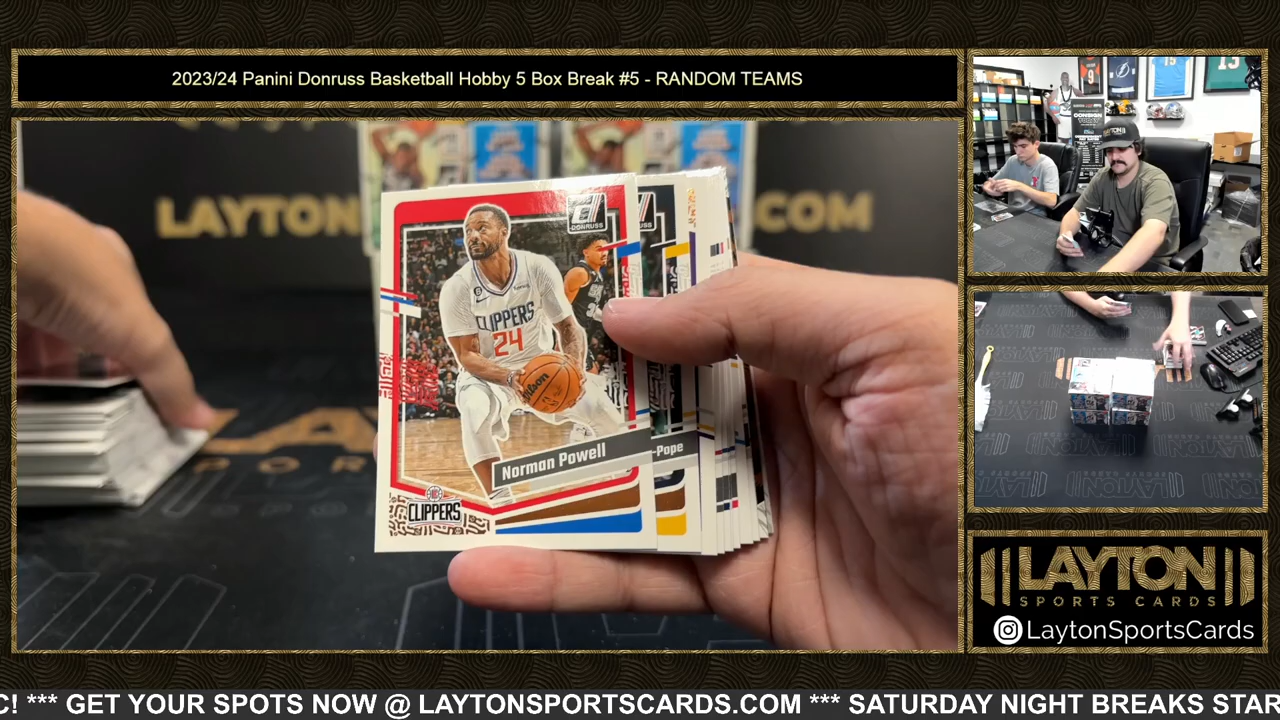 2023/24 Panini Donruss Basketball Hobby 5 Box Break #5 - RANDOM TEAMS
LAYTON
COM
DONRUSS
CLIPPERS
24
Wilson
Norman Powell
-Pope
CLIPPERS
LAYTON
SPORTS CARDS
LaytonSportsCards
C! *** GET YOUR SPOTS NOW @ LAYTONSPORTSCARDS.COM *** SATURDAY NIGHT BREAKS STAR